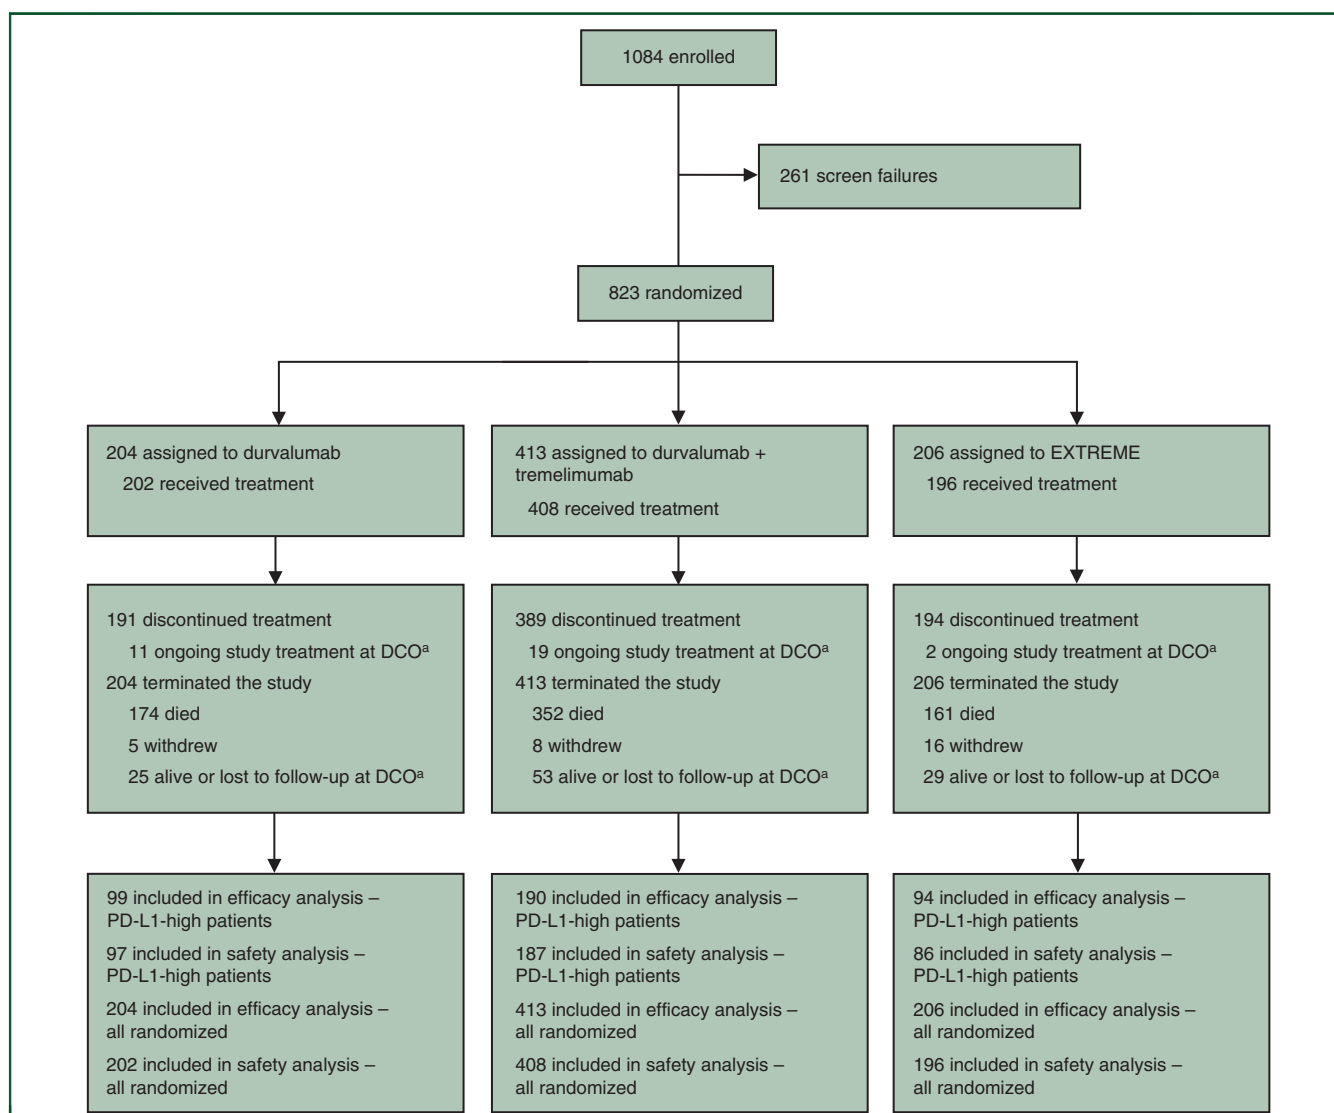 1084 enrolled
261 screen failures
823 randomized
204 assigned to durvalumab
202 received treatment
413 assigned to durvalumab +
tremelimumab
408 received treatment
206 assigned to EXTREME
196 received treatment
191 discontinued treatment
11 ongoing study treatment at DCOᵃ
204 terminated the study
174 died
5 withdrew
25 alive or lost to follow-up at DCOᵃ
389 discontinued treatment
19 ongoing study treatment at DCOᵃ
413 terminated the study
352 died
8 withdrew
53 alive or lost to follow-up at DCOᵃ
194 discontinued treatment
2 ongoing study treatment at DCOᵃ
206 terminated the study
161 died
16 withdrew
29 alive or lost to follow-up at DCOᵃ
99 included in efficacy analysis –
PD-L1-high patients
97 included in safety analysis –
PD-L1-high patients
204 included in efficacy analysis –
all randomized
202 included in safety analysis –
all randomized
190 included in efficacy analysis –
PD-L1-high patients
187 included in safety analysis –
PD-L1-high patients
413 included in efficacy analysis –
all randomized
408 included in safety analysis –
all randomized
94 included in efficacy analysis –
PD-L1-high patients
86 included in safety analysis –
PD-L1-high patients
206 included in efficacy analysis –
all randomized
196 included in safety analysis –
all randomized